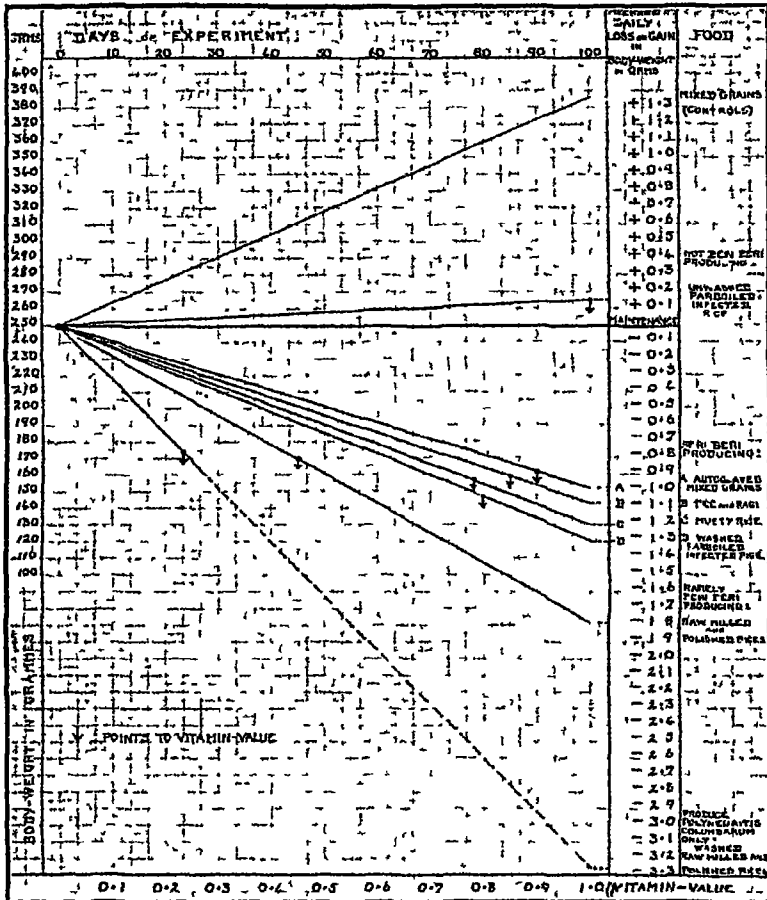 GRMS
DAYS OF EXPERIMENT
0 10 20 30 40 50 60 70 80 90 100
DAILY
LOSS OR GAIN
IN
BODY-WEIGHT
IN GRMS
FOOD
400
390
380
370
360
350
340
330
320
310
300
290
280
270
260
250
240
230
220
210
200
190
180
170
160
150
140
130
120
110
100
BODY-WEIGHT IN GRAMMES
POINTS TO VITAMIN-VALUE
A
B
C
D
+ 1.3
+ 1.2
+ 1.1
+ 1.0
+ 0.9
+ 0.8
+ 0.7
+ 0.6
+ 0.5
+ 0.4
+ 0.3
+ 0.2
+ 0.1
MAINTENANCE
- 0.1
- 0.2
- 0.3
- 0.4
- 0.5
- 0.6
- 0.7
- 0.8
- 0.9
- 1.0
- 1.1
- 1.2
- 1.3
- 1.4
- 1.5
- 1.6
- 1.7
- 1.8
- 1.9
- 2.0
- 2.1
- 2.2
- 2.3
- 2.4
- 2.5
- 2.6
- 2.7
- 2.8
- 2.9
- 3.0
- 3.1
- 3.2
- 3.3
MIXED GRAINS
(CONTROLS)
NOT BERI BERI
PRODUCING
UNWASHED
PARBOILED
INFECTED
RICE
BERI BERI
PRODUCING:
A AUTOCLAVED
MIXED GRAINS
B RICE AND RAGI
C MUSTY RICE
D WASHED
PARBOILED
INFECTED RICE
RARELY
BERI BERI
PRODUCING:
RAW MILLED
AND
POLISHED RICES
PRODUCE
POLYNEURITIS
COLUMBARUM
ONLY:
WASHED
RAW MILLED AND
POLISHED RICES
0.1 0.2 0.3 0.4 0.5 0.6 0.7 0.8 0.9 1.0 VITAMIN-VALUE